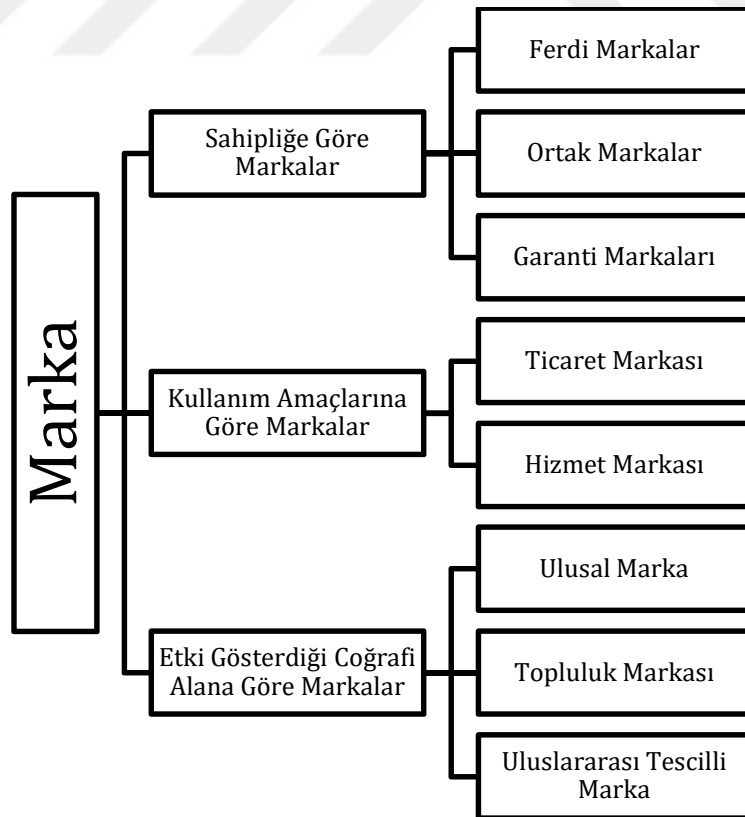 Marka
Sahipliğe Göre
Markalar
Ferdi Markalar
Ortak Markalar
Garanti Markaları
Kullanım Amaçlarına
Göre Markalar
Ticaret Markası
Hizmet Markası
Etki Gösterdiği Coğrafi
Alana Göre Markalar
Ulusal Marka
Topluluk Markası
Uluslararası Tescilli
Marka